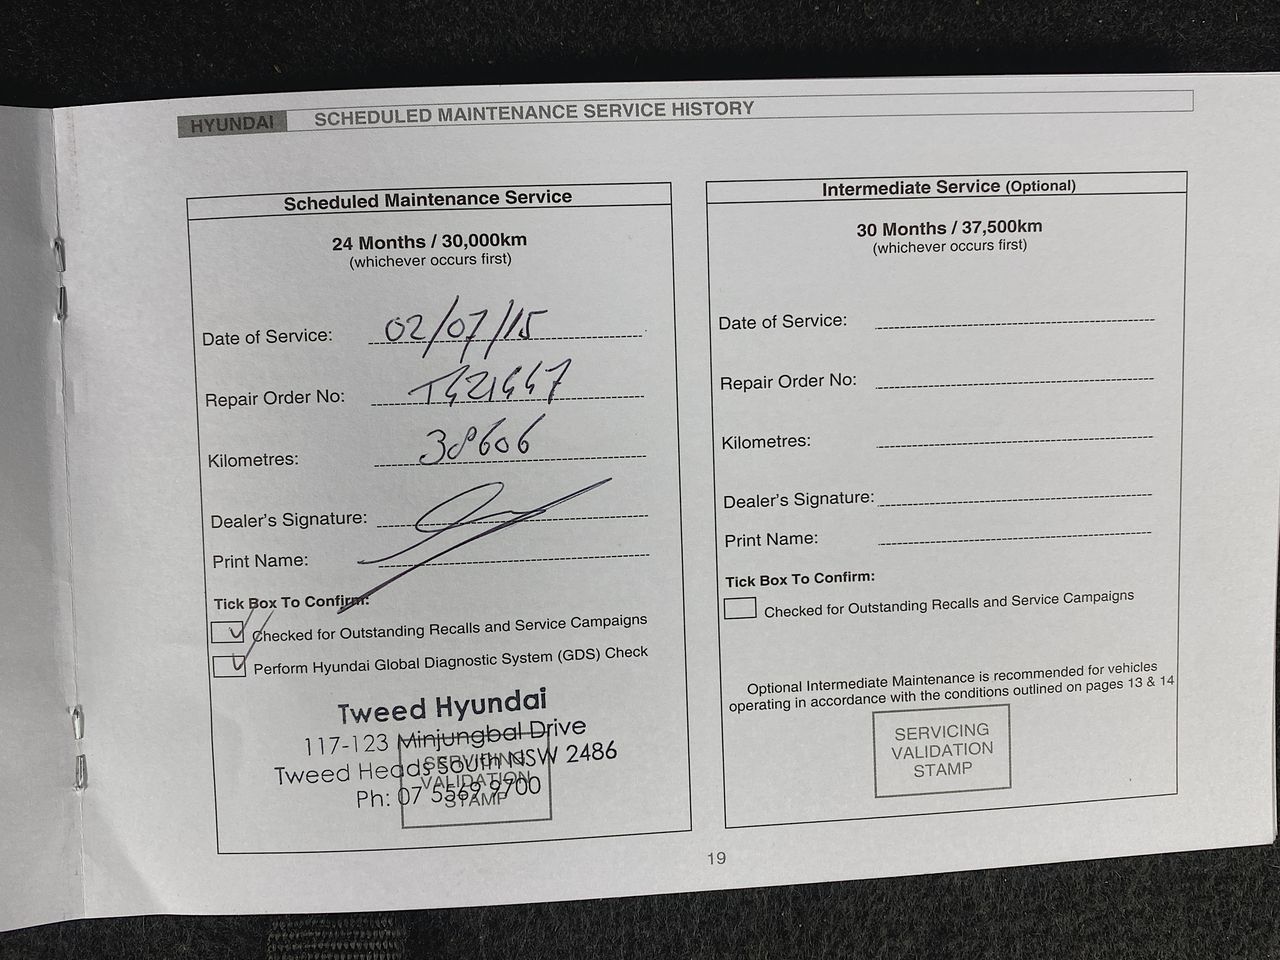 HYUNDAI SCHEDULED MAINTENANCE SERVICE HISTORY
Scheduled Maintenance Service
24 Months / 30,000km
(whichever occurs first)
Date of Service: 02/07/15
Repair Order No: T421447
Kilometres: 38606
Dealer's Signature:
Print Name:
Tick Box To Confirm:
Checked for Outstanding Recalls and Service Campaigns
Perform Hyundai Global Diagnostic System (GDS) Check
Tweed Hyundai
117-123 Minjungbal Drive
Tweed Heads South NSW 2486
Ph: 07 5569 9700
SERVICING
VALIDATION
STAMP
Intermediate Service (Optional)
30 Months / 37,500km
(whichever occurs first)
Date of Service:
Repair Order No:
Kilometres:
Dealer's Signature:
Print Name:
Tick Box To Confirm:
Checked for Outstanding Recalls and Service Campaigns
Optional Intermediate Maintenance is recommended for vehicles
operating in accordance with the conditions outlined on pages 13 & 14
SERVICING
VALIDATION
STAMP
19